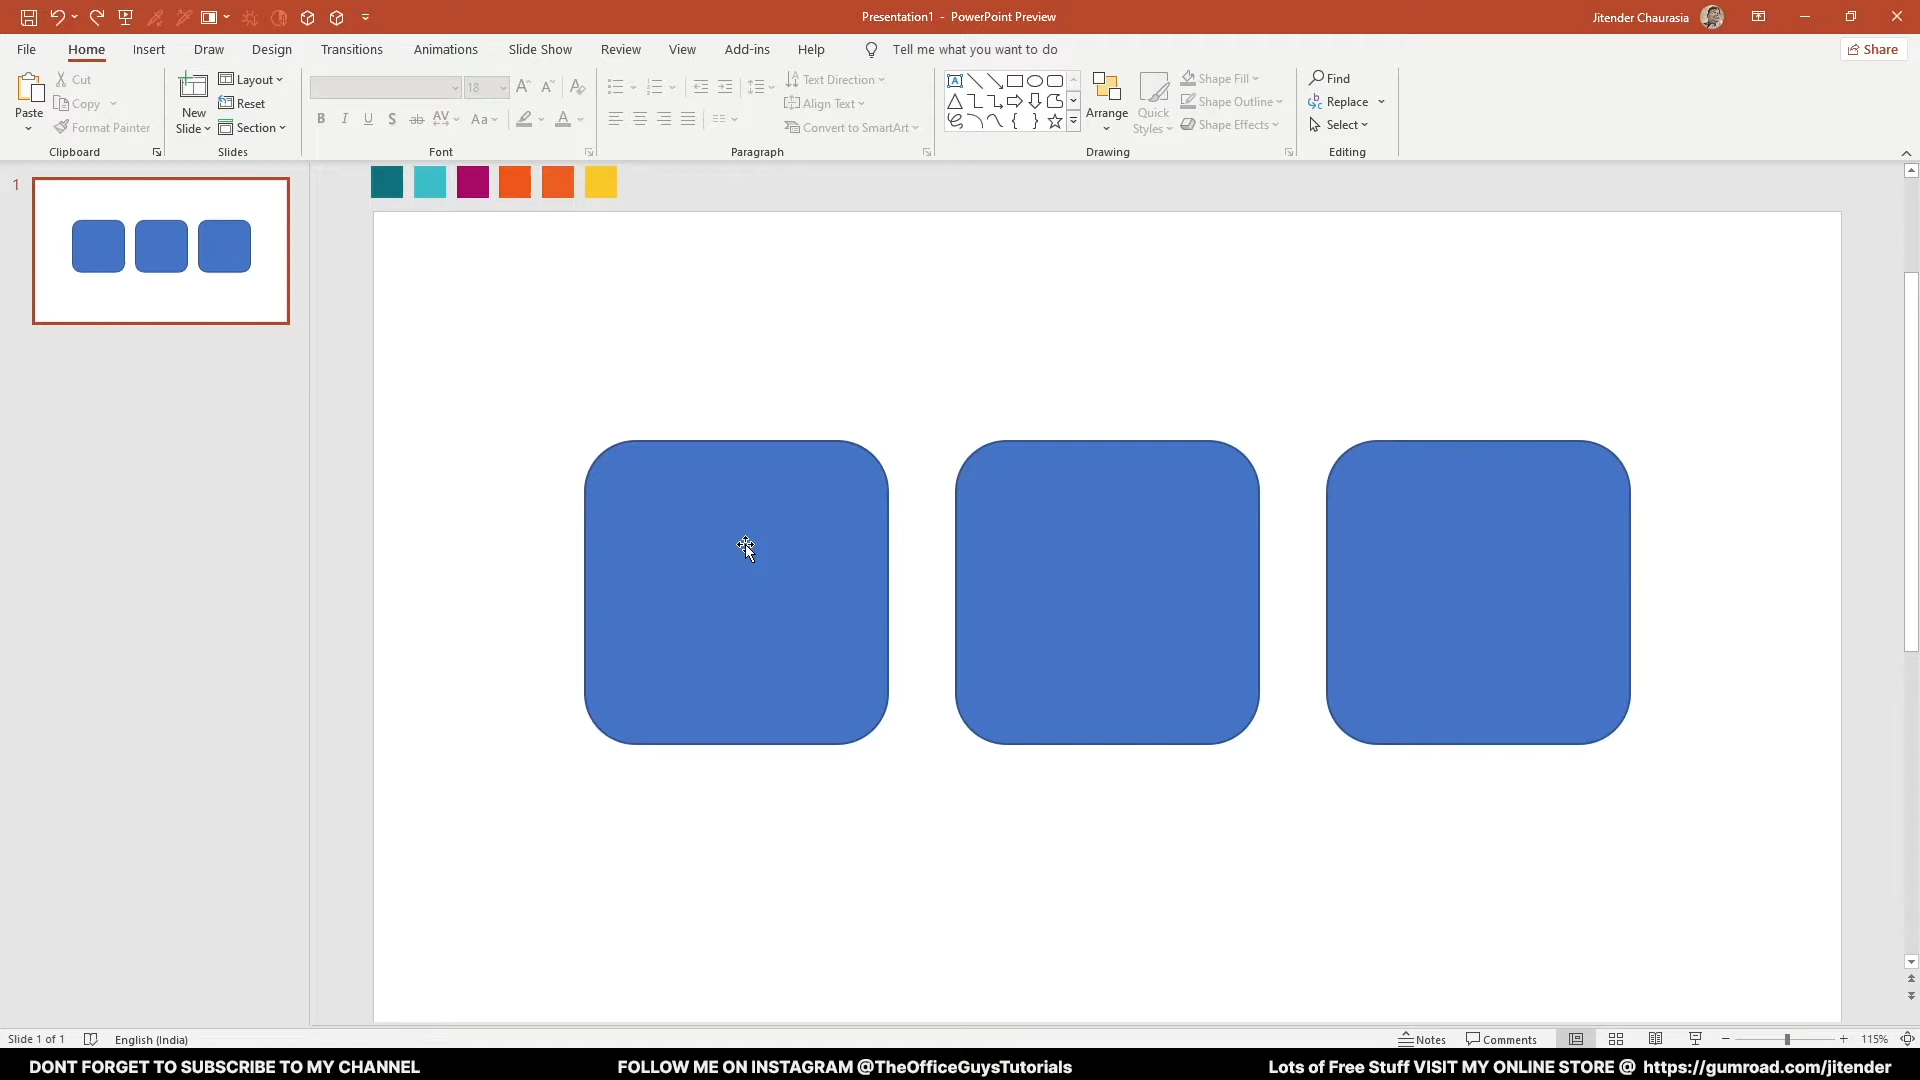 Presentation1 - PowerPoint Preview
Jitender Chaurasia
File Home Insert Draw Design Transitions Animations Slide Show Review View Add-ins Help Tell me what you want to do Share
Paste
Cut
Copy
Format Painter
Clipboard
New Slide
Layout
Reset
Section
Slides
18
B I U S ab AV Aa A
Font
Text Direction
Align Text
Convert to SmartArt
Paragraph
Arrange
Quick Styles
Shape Fill
Shape Outline
Shape Effects
Drawing
Find
Replace
Select
Editing
1
Slide 1 of 1 English (India) Notes Comments 115%
DONT FORGET TO SUBSCRIBE TO MY CHANNEL FOLLOW ME ON INSTAGRAM @TheOfficeGuysTutorials Lots of Free Stuff VISIT MY ONLINE STORE @ https://gumroad.com/jitender